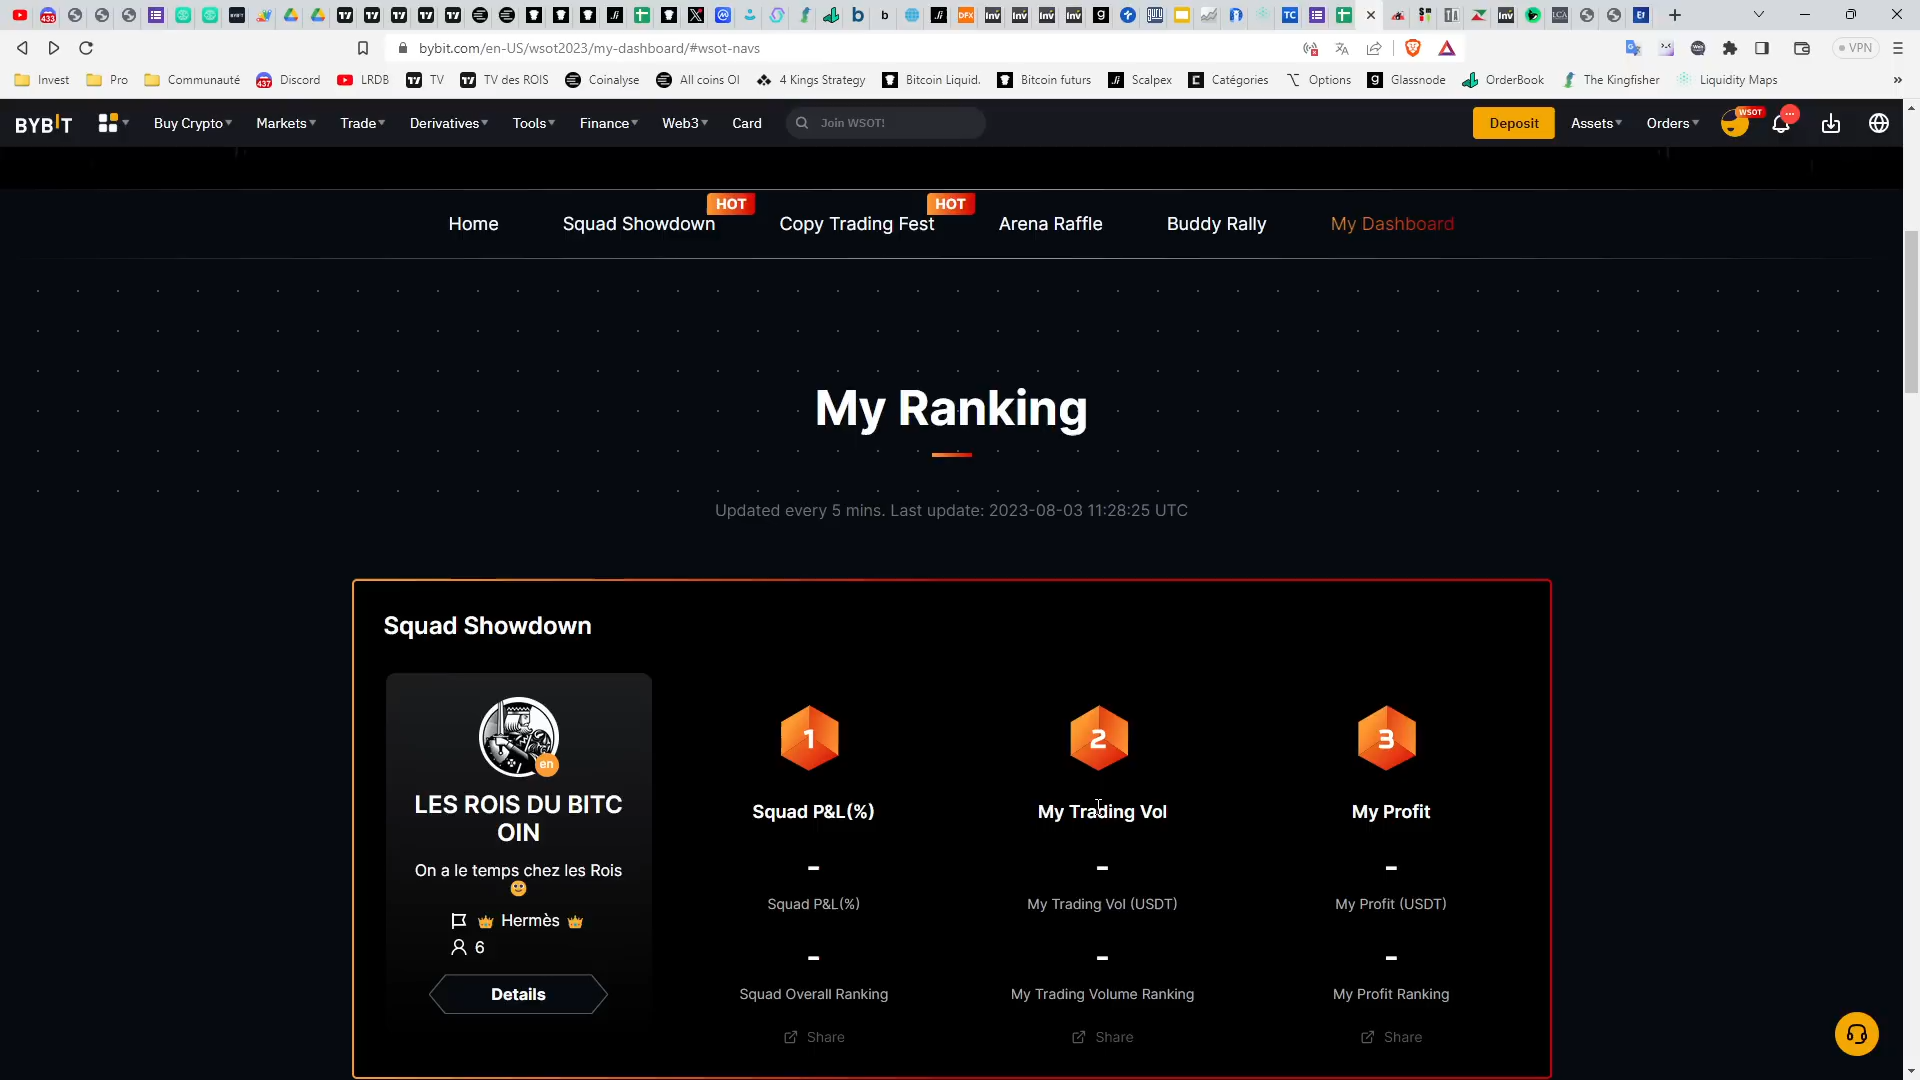 bybit.com/en-US/wsot2023/my-dashboard/#wsot-navs
VPN
Invest
Pro
Communauté
Discord
LRDB
TV
TV des ROIS
Coinalyse
All coins OI
4 Kings Strategy
Bitcoin Liquid.
Bitcoin futurs
Scalpex
Catégories
Options
Glassnode
OrderBook
The Kingfisher
Liquidity Maps
BYBIT
Buy Crypto
Markets
Trade
Derivatives
Tools
Finance
Web3
Card
Join WSOT!
Deposit
Assets
Orders
WSOT
HOT
HOT
Home
Squad Showdown
Copy Trading Fest
Arena Raffle
Buddy Rally
My Dashboard
My Ranking
Updated every 5 mins. Last update: 2023-08-03 11:28:25 UTC
Squad Showdown
en
LES ROIS DU BITC
OIN
On a le temps chez les Rois
🙂
👑 Hermès 👑
6
Details
1
Squad P&L(%)
-
Squad P&L(%)
-
Squad Overall Ranking
Share
2
My Trading Vol
-
My Trading Vol (USDT)
-
My Trading Volume Ranking
Share
3
My Profit
-
My Profit (USDT)
-
My Profit Ranking
Share